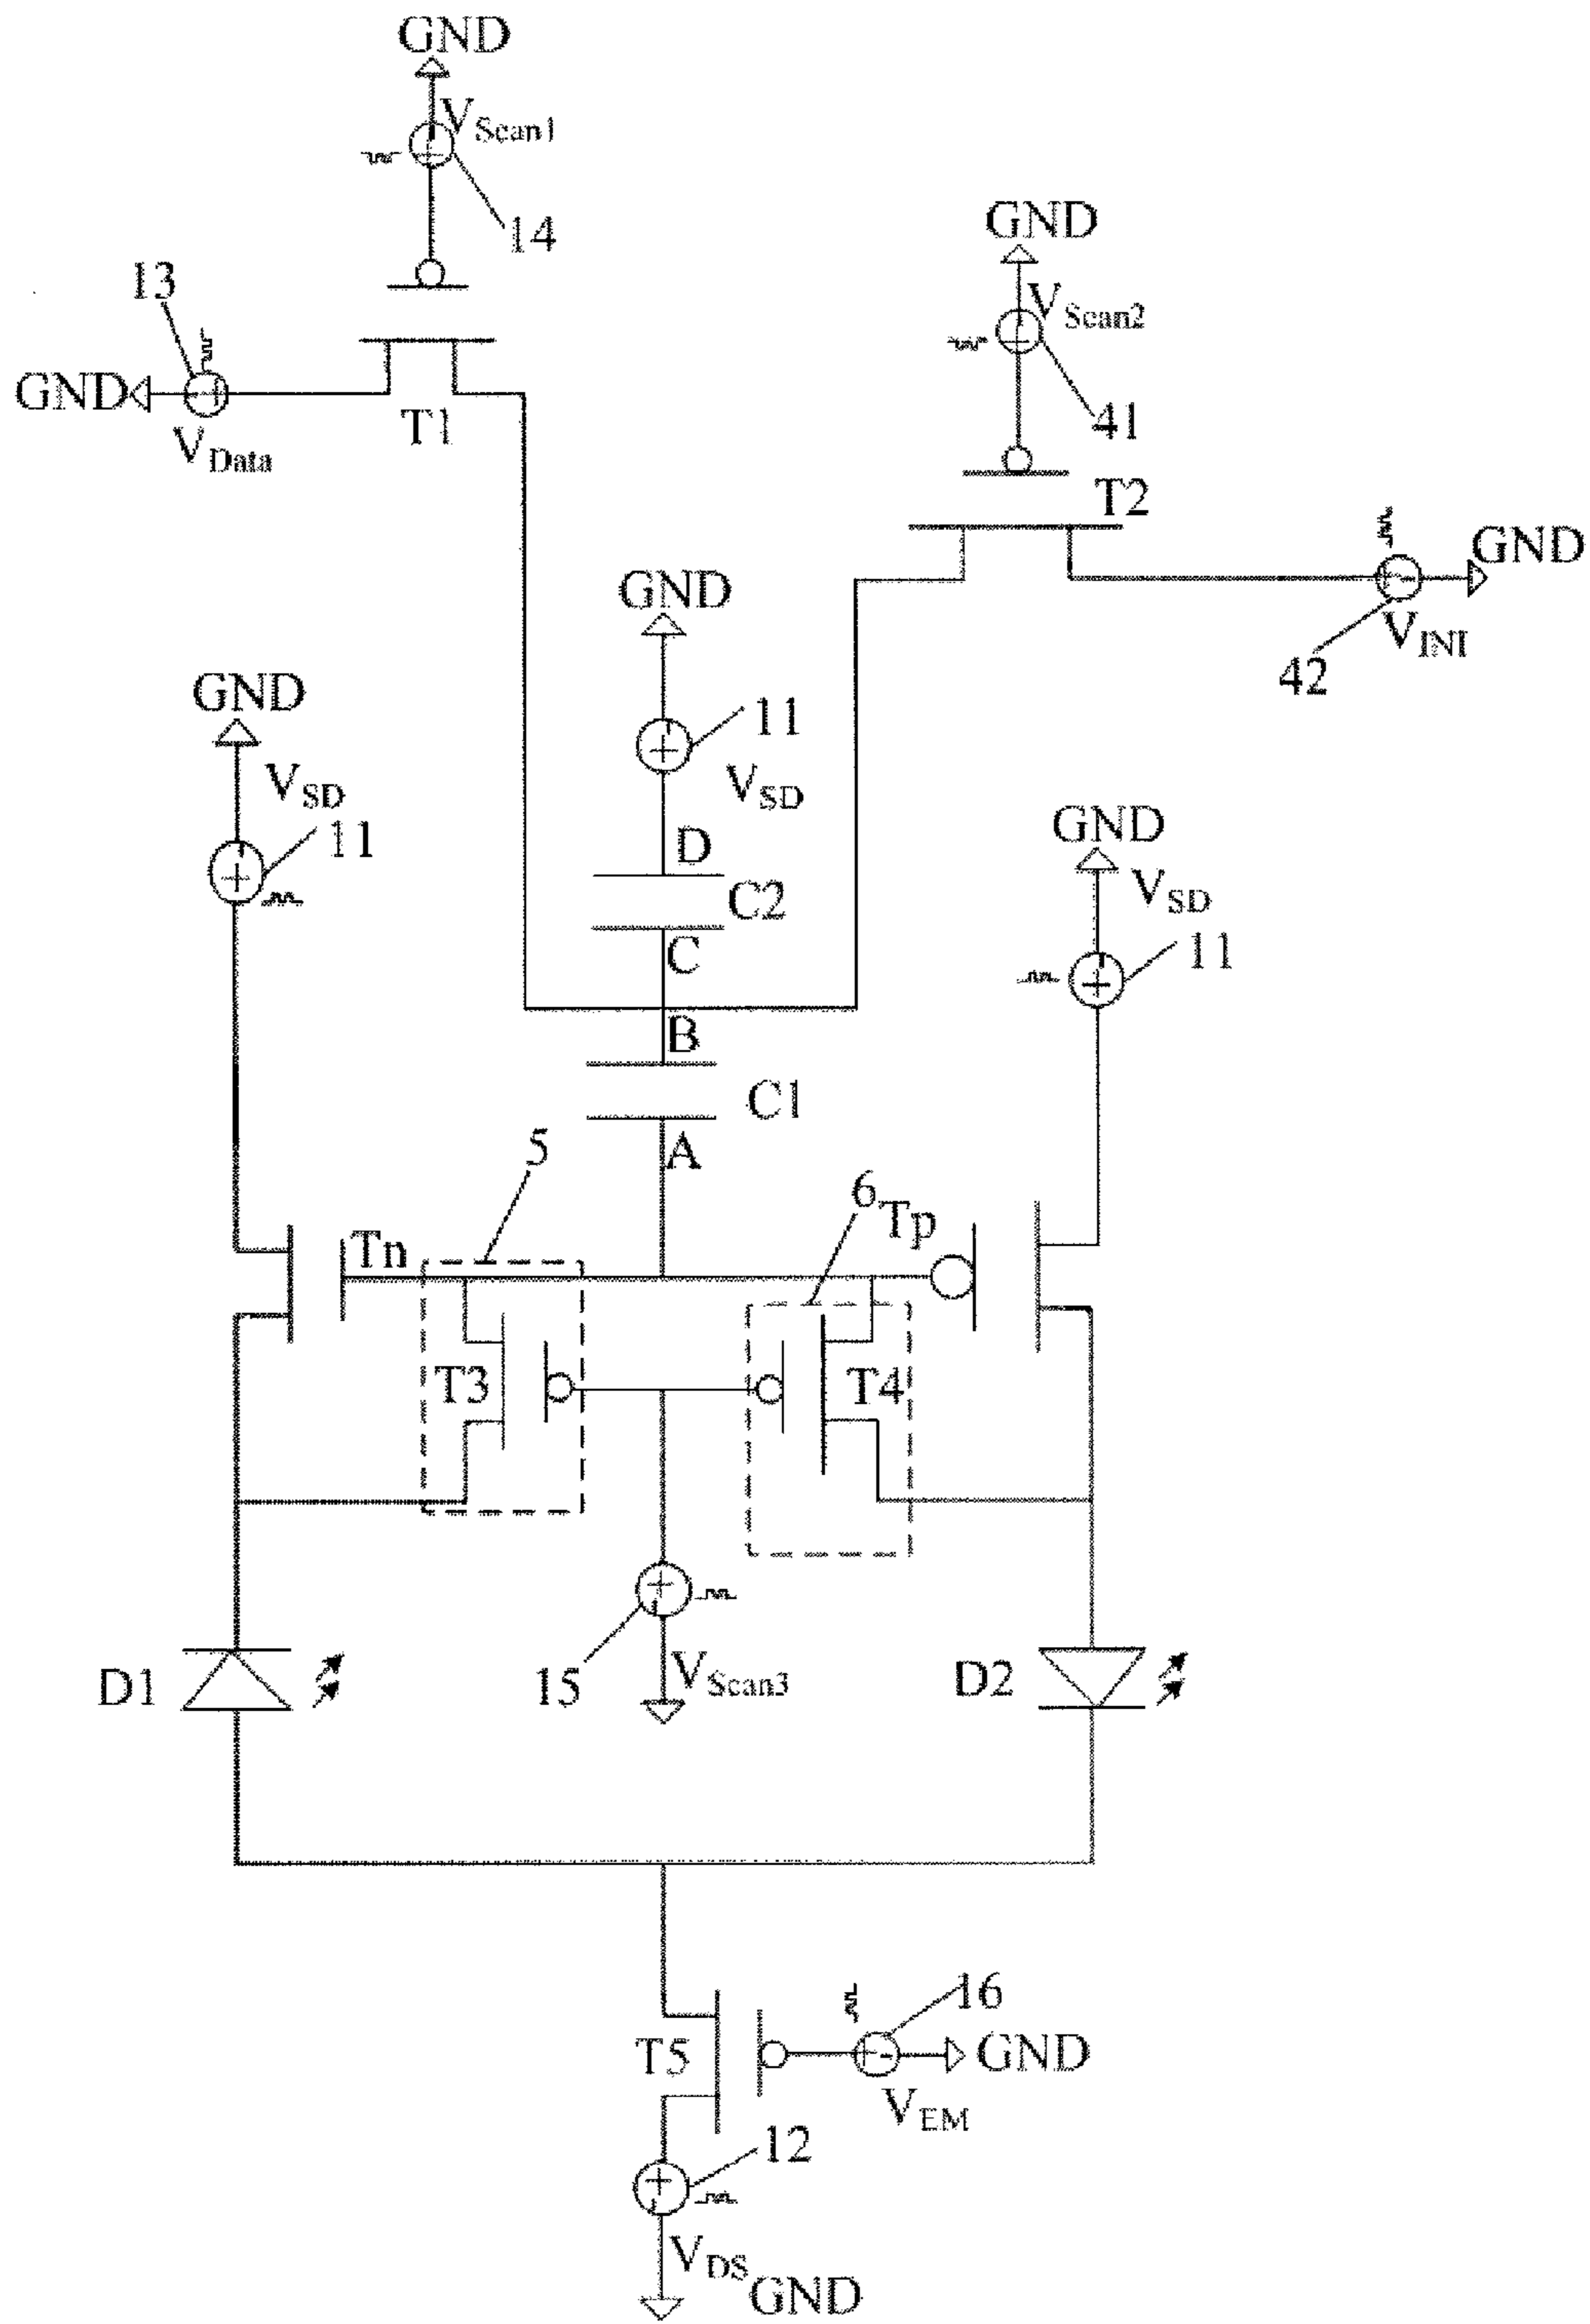 GND
VScan1
14
GND
13
VScan2
GND
T1
41
VData
T2
GND
GND
VINI
42
GND
11
VSD
VSD
GND
11
D
VSD
C2
C
11
B
C1
5
A
6
Tp
Tn
T3
T4
D1
15
VScan3
D2
16
T5
GND
VEM
12
VDS
GND